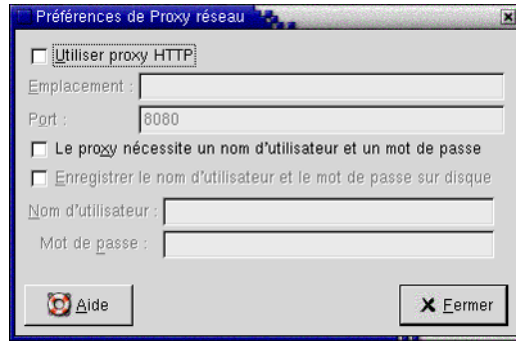 Préférences de Proxy réseau
Utiliser proxy HTTP
Emplacement :
Port : 8080
Le proxy nécessite un nom d'utilisateur et un mot de passe
Enregistrer le nom d'utilisateur et le mot de passe sur disque
Nom d'utilisateur :
Mot de passe :
Aide Fermer